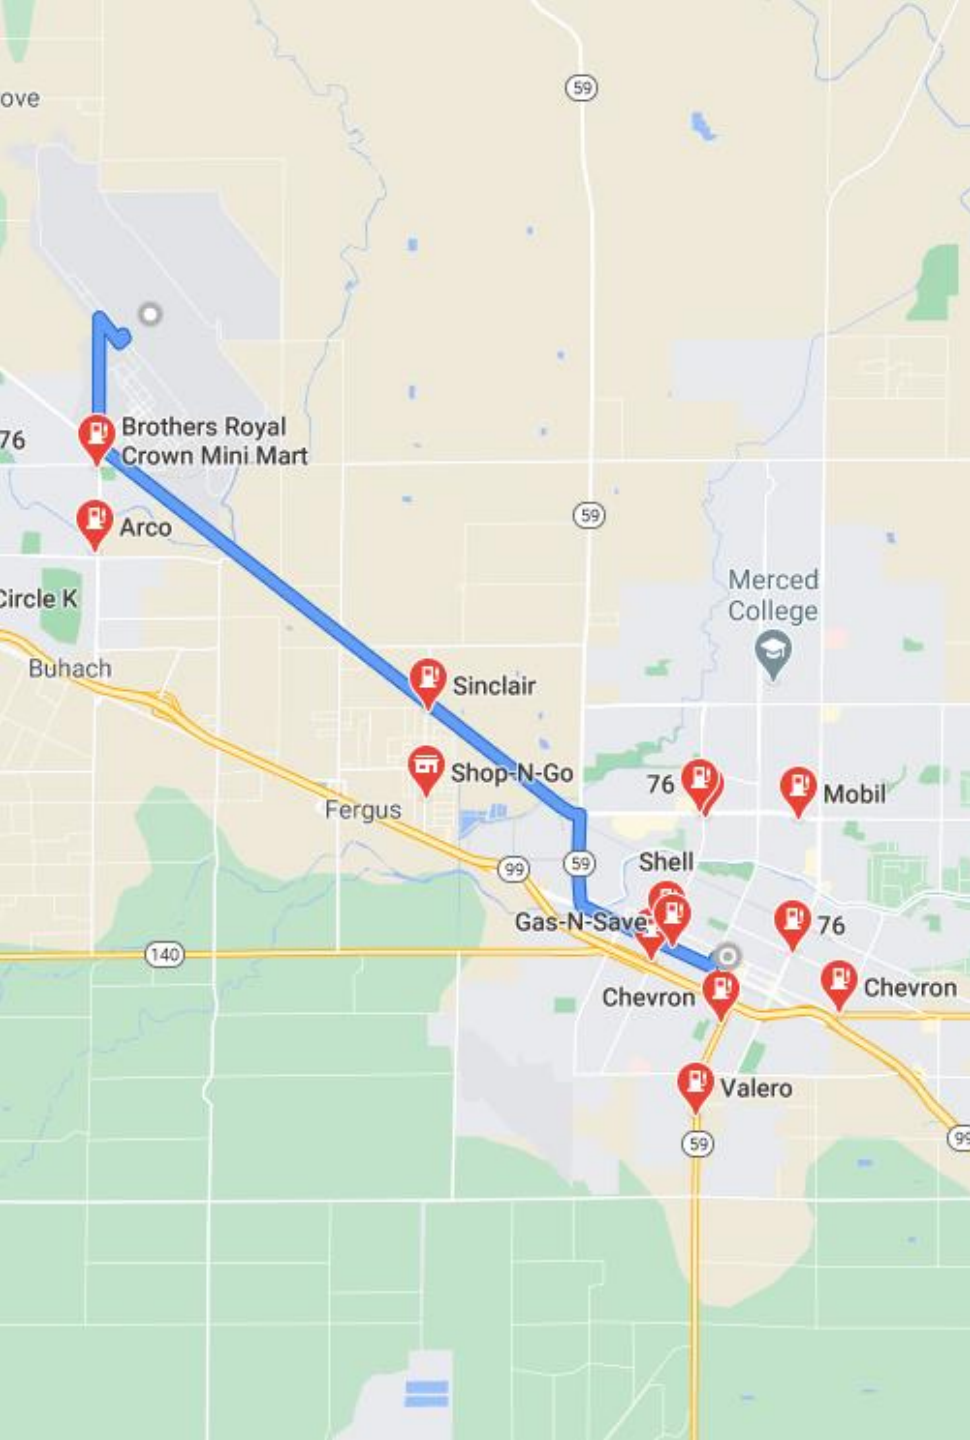 59
ove
Brothers Royal
Crown Mini Mart
76
59
Arco
Merced
College
Circle K
Buhach
Sinclair
Shop-N-Go
76
Mobil
Fergus
59
99
Shell
Gas-N-Save
76
140
Chevron
Chevron
Valero
59
99